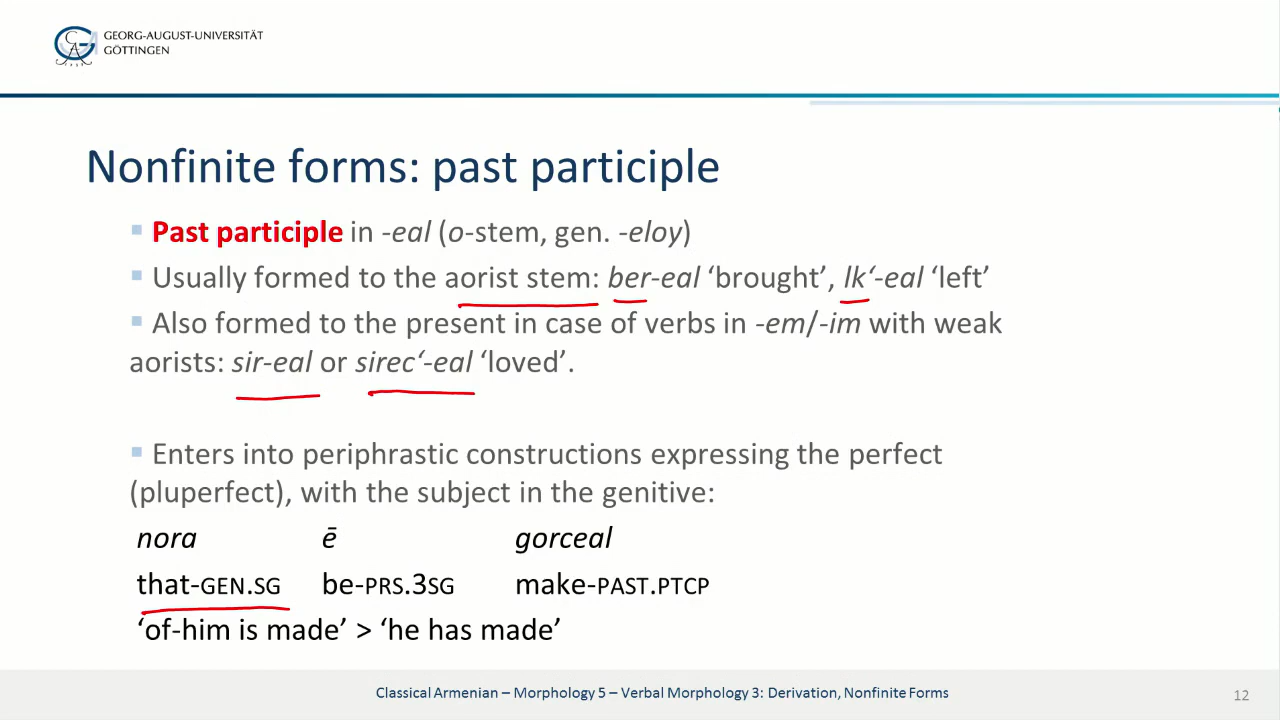 GEORG-AUGUST-UNIVERSITÄT
GÖTTINGEN
Nonfinite forms: past participle
▪ Past participle in -eal (o-stem, gen. -eloy)
▪ Usually formed to the aorist stem: ber-eal ‘brought’, lk‘-eal ‘left’
▪ Also formed to the present in case of verbs in -em/-im with weak
aorists: sir-eal or sirec‘-eal ‘loved’.
▪ Enters into periphrastic constructions expressing the perfect
(pluperfect), with the subject in the genitive:
nora ē gorceal
that-GEN.SG be-PRS.3SG make-PAST.PTCP
‘of-him is made’ > ‘he has made’
Classical Armenian – Morphology 5 – Verbal Morphology 3: Derivation, Nonfinite Forms
12